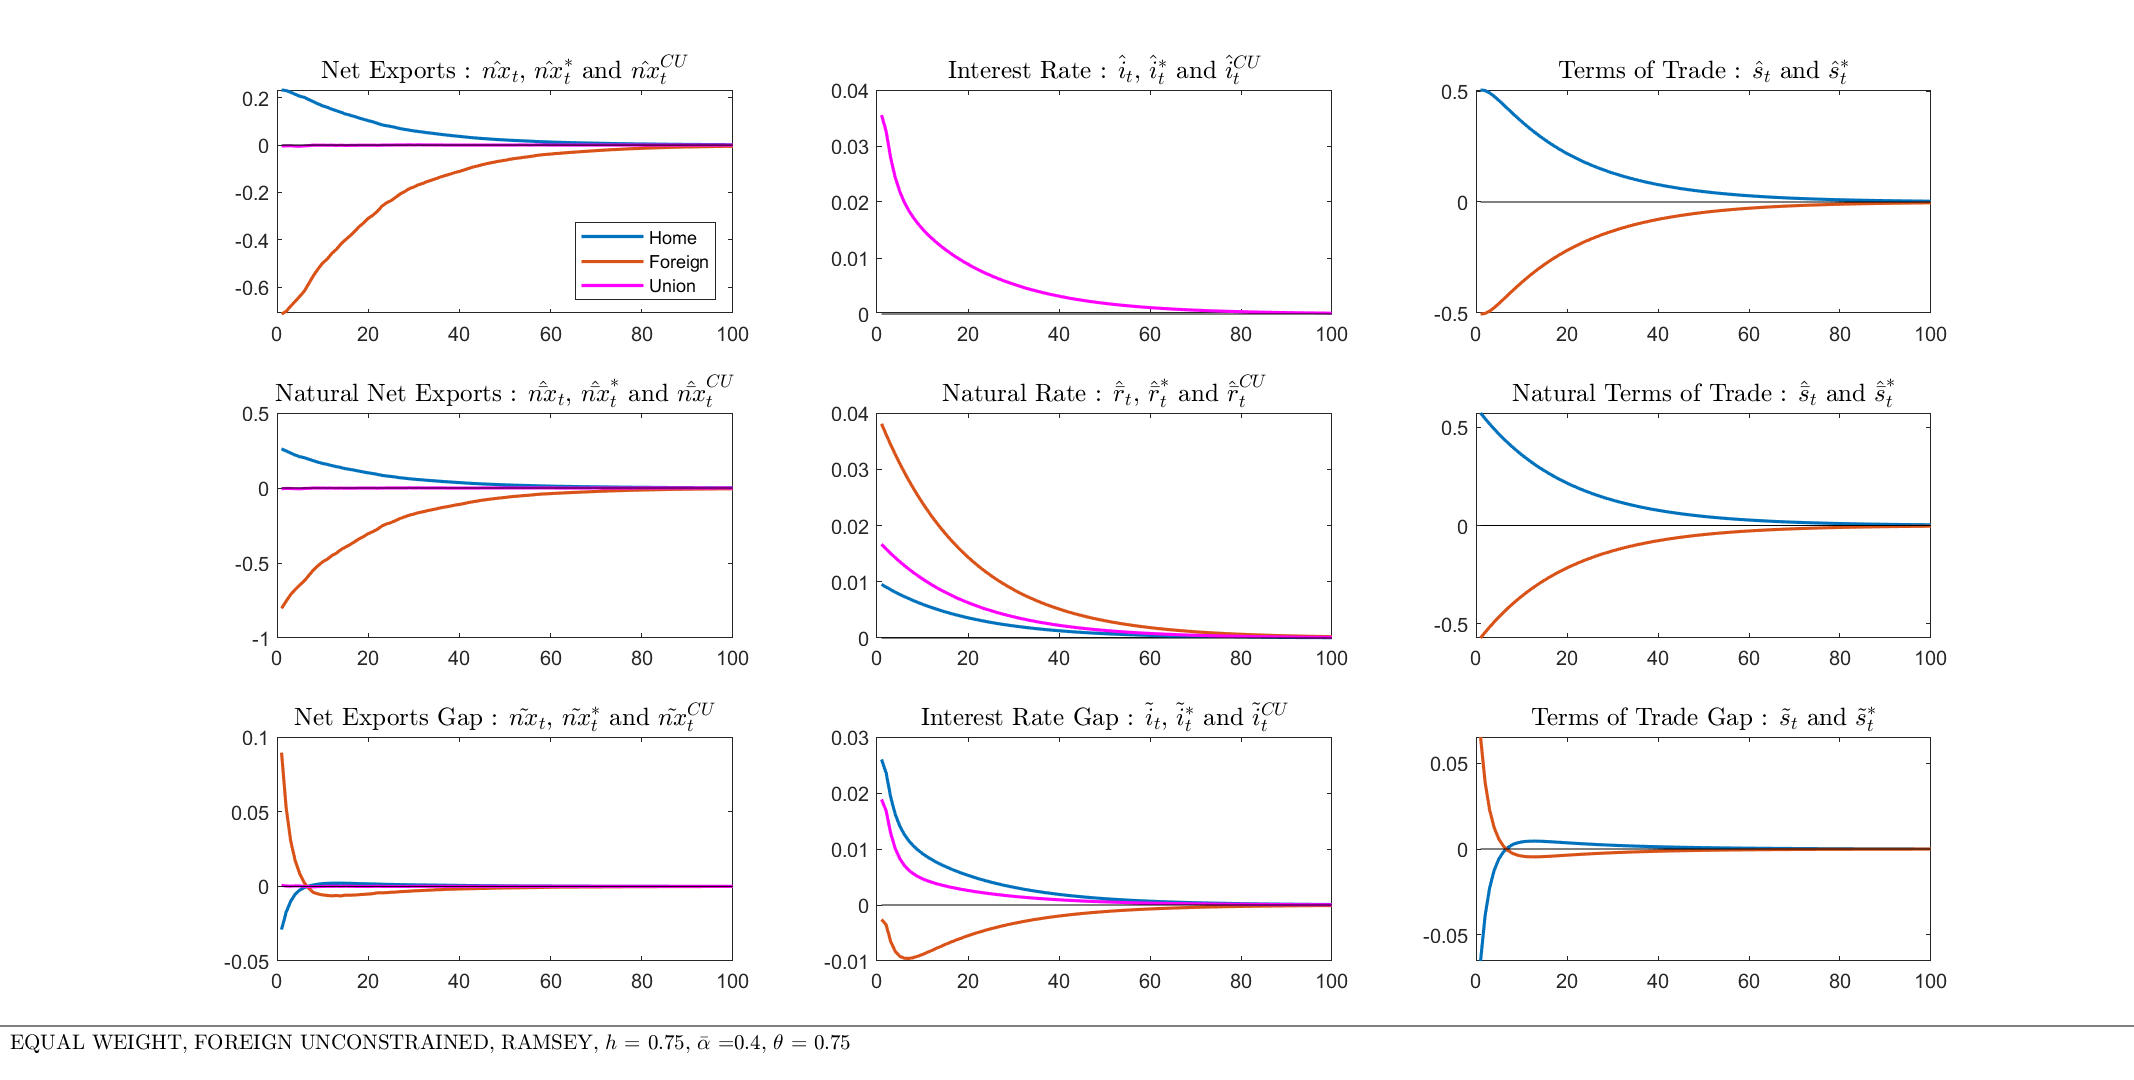 Net Exports : n̂x_t, n̂x_t^* and n̂x_t^{CU}
0.2
0
-0.2
-0.4
-0.6
0 20 40 60 80 100
Home
Foreign
Union
Interest Rate : î_t, î_t^* and î_t^{CU}
0.04
0.03
0.02
0.01
0
0 20 40 60 80 100
Terms of Trade : ŝ_t and ŝ_t^*
0.5
0
-0.5
0 20 40 60 80 100
Natural Net Exports : n̄̂x_t, n̄̂x_t^* and n̄̂x_t^{CU}
0.5
0
-0.5
-1
0 20 40 60 80 100
Natural Rate : r̄̂_t, r̄̂_t^* and r̄̂_t^{CU}
0.04
0.03
0.02
0.01
0
0 20 40 60 80 100
Natural Terms of Trade : s̄̂_t and s̄̂_t^*
0.5
0
-0.5
0 20 40 60 80 100
Net Exports Gap : ñx_t, ñx_t^* and ñx_t^{CU}
0.1
0.05
0
-0.05
0 20 40 60 80 100
Interest Rate Gap : ĩ_t, ĩ_t^* and ĩ_t^{CU}
0.03
0.02
0.01
0
-0.01
0 20 40 60 80 100
Terms of Trade Gap : s̃_t and s̃_t^*
0.05
0
-0.05
0 20 40 60 80 100
EQUAL WEIGHT, FOREIGN UNCONSTRAINED, RAMSEY, h = 0.75, ᾱ =0.4, θ = 0.75